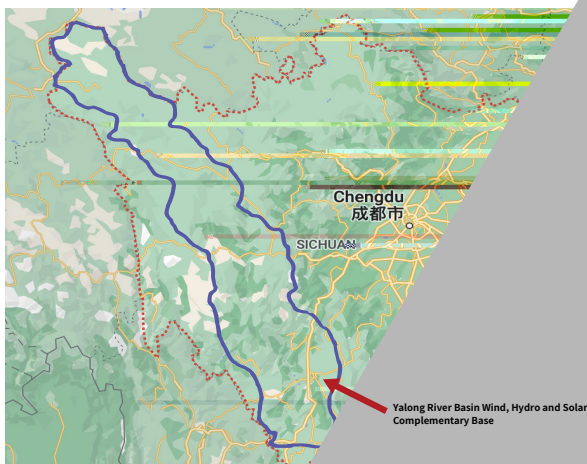 Chengdu
成都市
SICHUAN
Yalong River Basin Wind, Hydro and Solar
Complementary Base